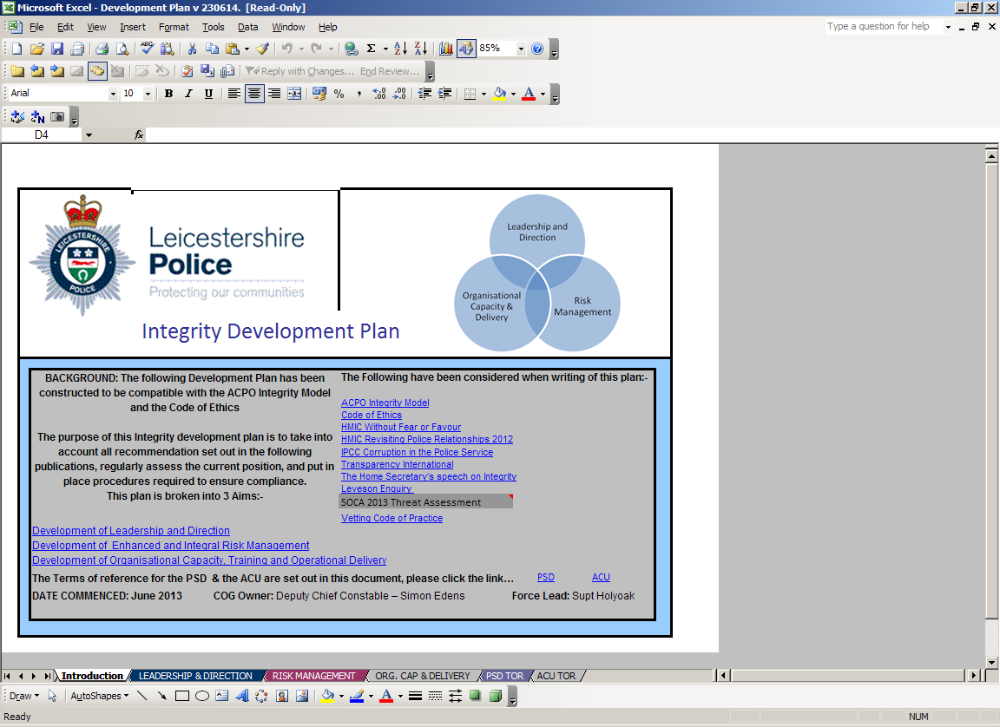 Microsoft Excel - Development Plan v 230614. [Read-Only]
File Edit View Insert Format Tools Data Window Help
Type a question for help
85%
Reply with Changes... End Review...
Arial 10 B I U
D4 fx
LEICESTERSHIRE
POLICE
Leicestershire
Police
Protecting our communities
Integrity Development Plan
Leadership and
Direction
Organisational
Capacity &
Delivery
Risk
Management
BACKGROUND: The following Development Plan has been
constructed to be compatible with the ACPO Integrity Model
and the Code of Ethics
The purpose of this Integrity development plan is to take into
account all recommendation set out in the following
publications, regularly assess the current position, and put in
place procedures required to ensure compliance.
This plan is broken into 3 Aims:-
The Following have been considered when writing of this plan:-
ACPO Integrity Model
Code of Ethics
HMIC Without Fear or Favour
HMIC Revisiting Police Relationships 2012
IPCC Corruption in the Police Service
Transparency International
The Home Secretary's speech on Integrity
Leveson Enquiry
SOCA 2013 Threat Assessment
Vetting Code of Practice
Development of Leadership and Direction
Development of Enhanced and Integral Risk Management
Development of Organisational Capacity, Training and Operational Delivery
The Terms of reference for the PSD & the ACU are set out in this document, please click the link... PSD ACU
DATE COMMENCED: June 2013 COG Owner: Deputy Chief Constable – Simon Edens Force Lead: Supt Holyoak
Introduction LEADERSHIP & DIRECTION RISK MANAGEMENT ORG. CAP & DELIVERY PSD TOR ACU TOR
Draw AutoShapes
Ready NUM